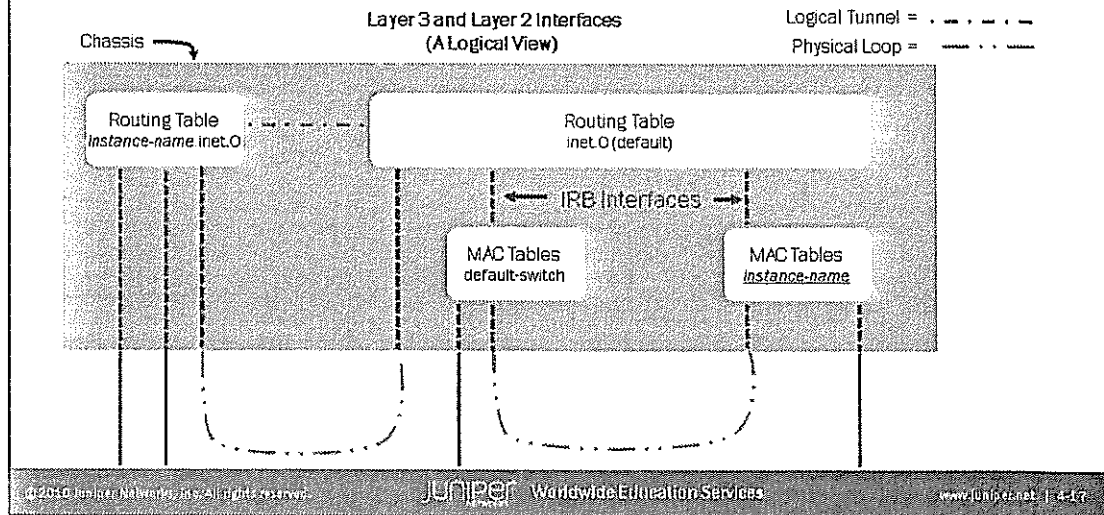 Layer 3 and Layer 2 Interfaces
(A Logical View)
Logical Tunnel =
Physical Loop =
Chassis
Routing Table
instance-name.inet.0
Routing Table
inet.0 (default)
IRB Interfaces
MAC Tables
default-switch
MAC Tables
instance-name
© 2010 Juniper Networks, Inc. All rights reserved.
JUNIPER
NETWORKS
Worldwide Education Services
www.juniper.net | 4-17